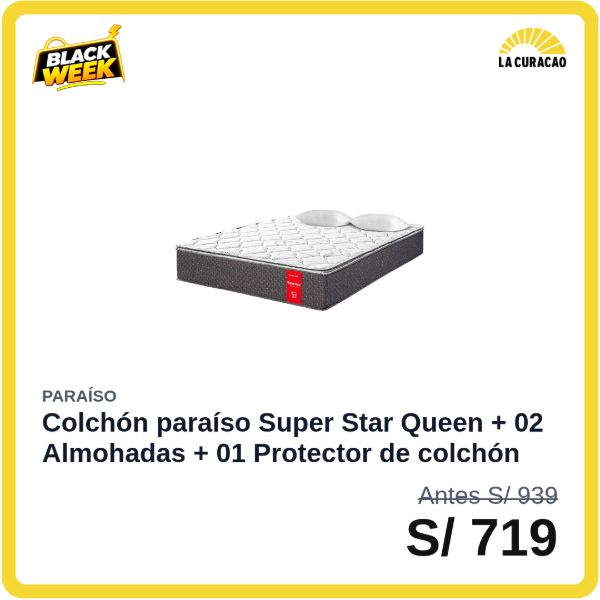 BLACK
WEEK
LA CURACAO
PARAÍSO
Colchón paraíso Super Star Queen + 02
Almohadas + 01 Protector de colchón
Antes S/ 939
S/ 719